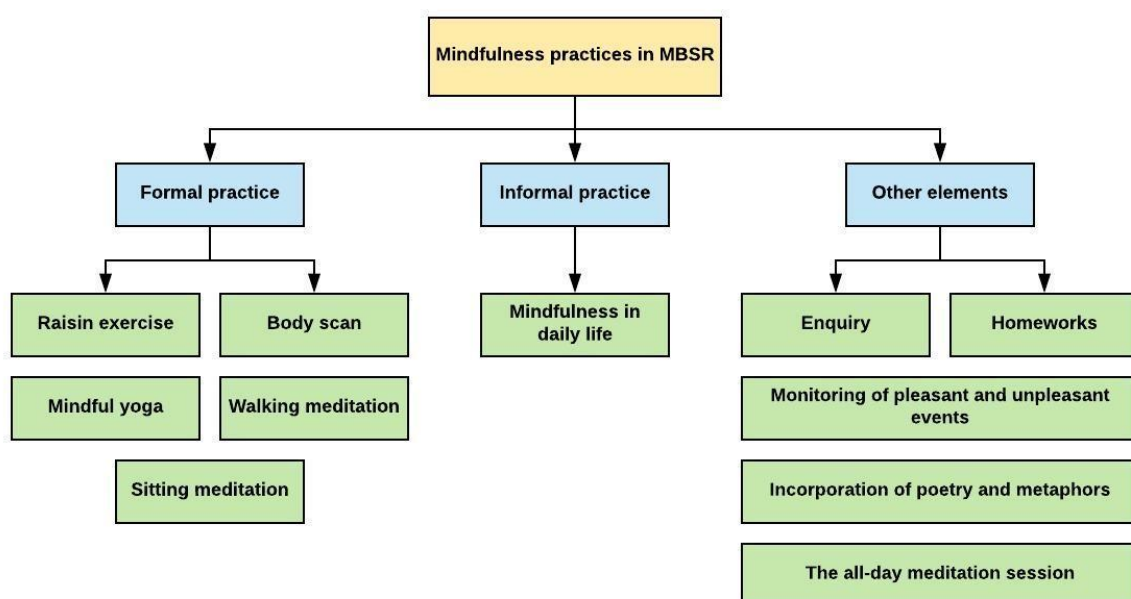 Mindfulness practices in MBSR
Formal practice
Informal practice
Other elements
Raisin exercise
Body scan
Mindfulness in
daily life
Enquiry
Homeworks
Mindful yoga
Walking meditation
Monitoring of pleasant and unpleasant
events
Sitting meditation
Incorporation of poetry and metaphors
The all-day meditation session